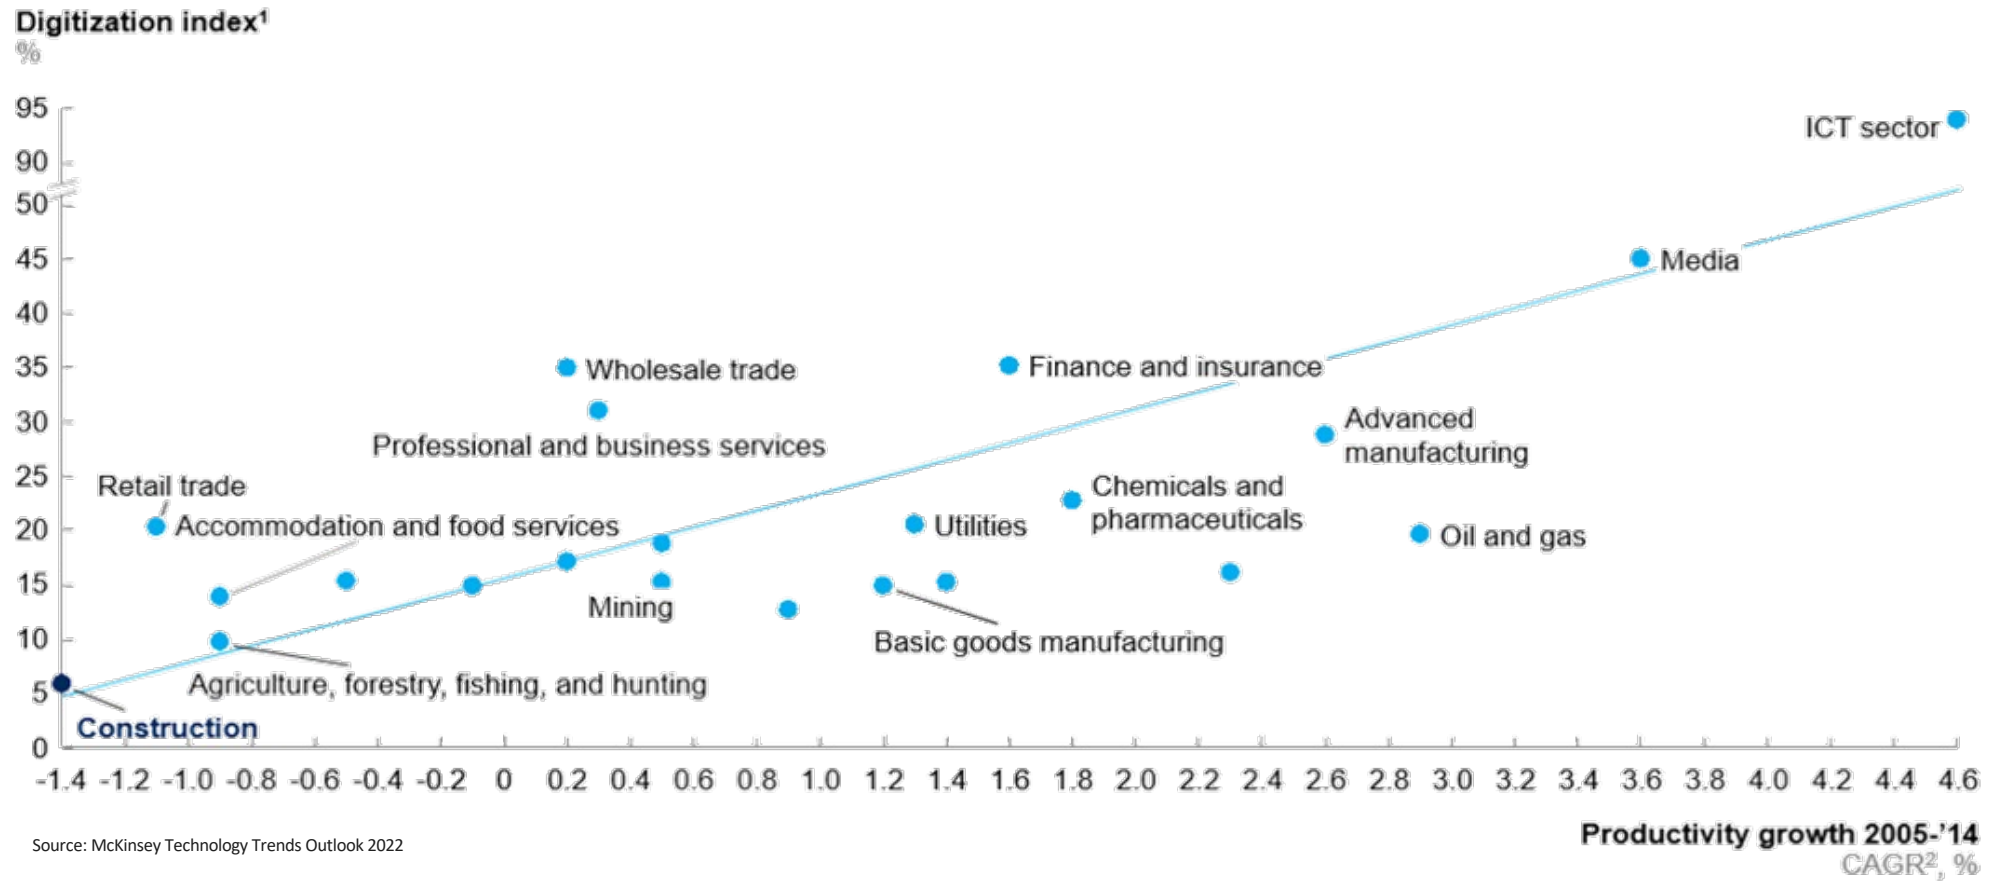 Digitization index¹
%
95
90
50
45
40
35
30
25
20
15
10
5
0
ICT sector
Media
Wholesale trade
Finance and insurance
Professional and business services
Advanced
manufacturing
Retail trade
Accommodation and food services
Utilities
Chemicals and
pharmaceuticals
Oil and gas
Mining
Basic goods manufacturing
Agriculture, forestry, fishing, and hunting
Construction
-1.4 -1.2 -1.0 -0.8 -0.6 -0.4 -0.2 0 0.2 0.4 0.6 0.8 1.0 1.2 1.4 1.6 1.8 2.0 2.2 2.4 2.6 2.8 3.0 3.2 3.4 3.6 3.8 4.0 4.2 4.4 4.6
Productivity growth 2005-’14
CAGR², %
Source: McKinsey Technology Trends Outlook 2022